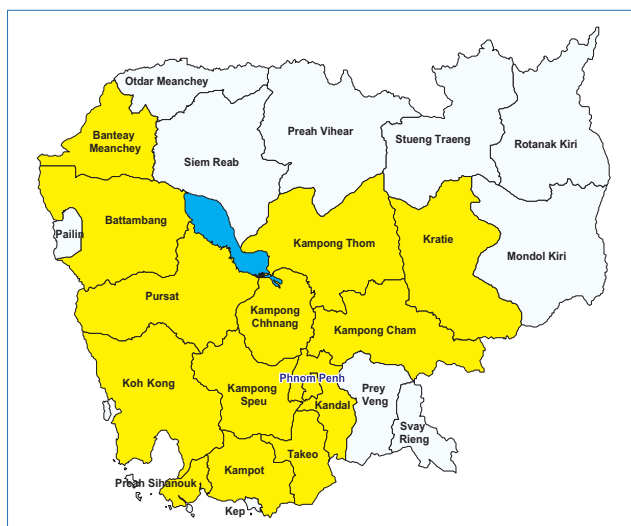 Otdar Meanchey
Banteay
Meanchey
Siem Reab
Preah Vihear
Stueng Traeng
Rotanak Kiri
Pailin
Battambang
Kampong Thom
Kratie
Mondol Kiri
Pursat
Kampong
Chhnang
Kampong Cham
Koh Kong
Kampong
Speu
Phnom Penh
Kandal
Prey
Veng
Svay
Rieng
Takeo
Kampot
Preah Sihanouk
Kep